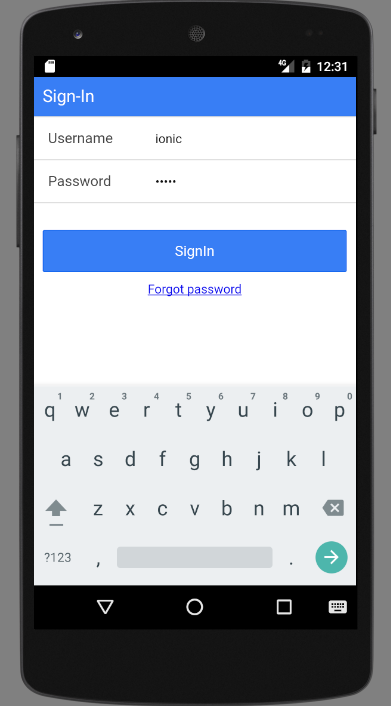 4G 12:31
Sign-In
Username ionic
Password •••••
SignIn
Forgot password
1 2 3 4 5 6 7 8 9 0
q w e r t y u i o p
a s d f g h j k l
z x c v b n m
?123 , .